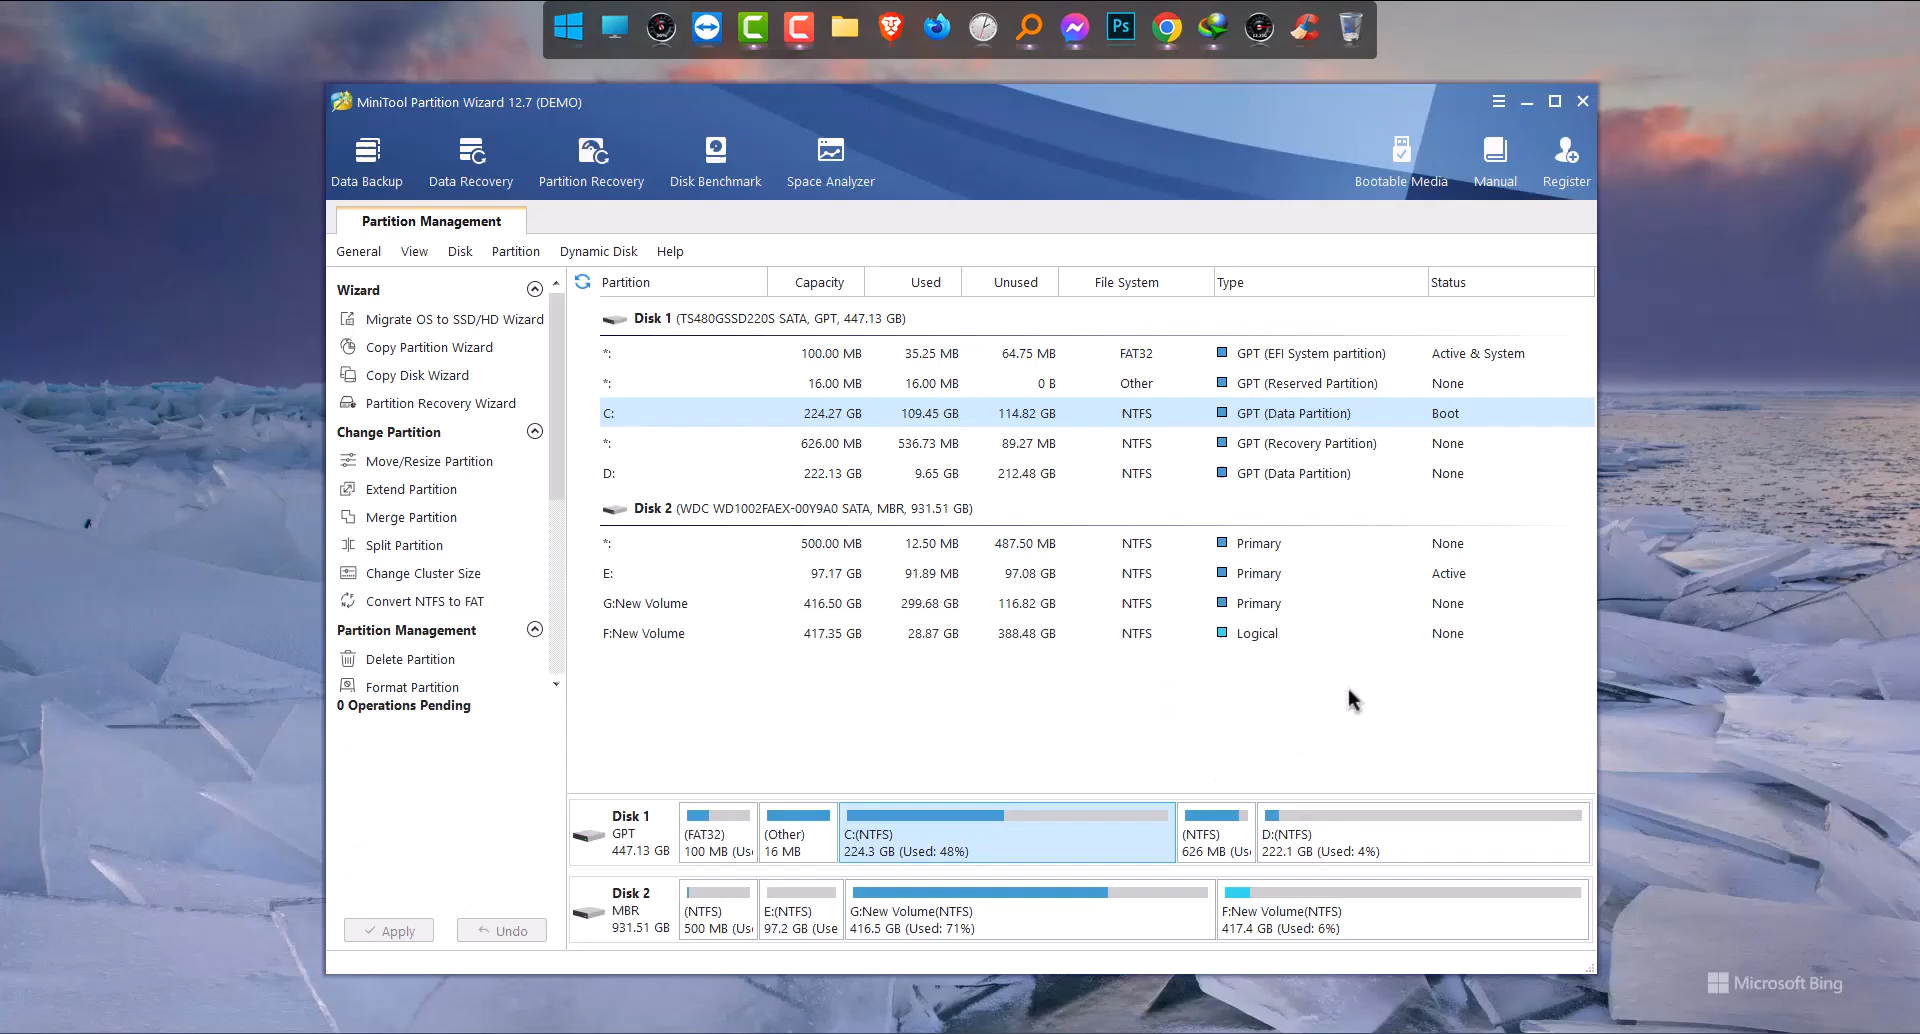 Ps
MiniTool Partition Wizard 12.7 (DEMO)
Data Backup
Data Recovery
Partition Recovery
Disk Benchmark
Space Analyzer
Bootable Media
Manual
Register
Partition Management
General View Disk Partition Dynamic Disk Help
Wizard
Migrate OS to SSD/HD Wizard
Copy Partition Wizard
Copy Disk Wizard
Partition Recovery Wizard
Change Partition
Move/Resize Partition
Extend Partition
Merge Partition
Split Partition
Change Cluster Size
Convert NTFS to FAT
Partition Management
Delete Partition
Format Partition
0 Operations Pending
Apply
Undo
Partition Capacity Used Unused File System Type Status
Disk 1 (TS480GSSD220S SATA, GPT, 447.13 GB)
*: 100.00 MB 35.25 MB 64.75 MB FAT32 GPT (EFI System partition) Active & System
*: 16.00 MB 16.00 MB 0 B Other GPT (Reserved Partition) None
C: 224.27 GB 109.45 GB 114.82 GB NTFS GPT (Data Partition) Boot
*: 626.00 MB 536.73 MB 89.27 MB NTFS GPT (Recovery Partition) None
D: 222.13 GB 9.65 GB 212.48 GB NTFS GPT (Data Partition) None
Disk 2 (WDC WD1002FAEX-00Y9A0 SATA, MBR, 931.51 GB)
*: 500.00 MB 12.50 MB 487.50 MB NTFS Primary None
E: 97.17 GB 91.89 MB 97.08 GB NTFS Primary Active
G:New Volume 416.50 GB 299.68 GB 116.82 GB NTFS Primary None
F:New Volume 417.35 GB 28.87 GB 388.48 GB NTFS Logical None
Disk 1
GPT
447.13 GB
(FAT32)
100 MB (Us
(Other)
16 MB
C:(NTFS)
224.3 GB (Used: 48%)
(NTFS)
626 MB (Us
D:(NTFS)
222.1 GB (Used: 4%)
Disk 2
MBR
931.51 GB
(NTFS)
500 MB (Us
E:(NTFS)
97.2 GB (Use
G:New Volume(NTFS)
416.5 GB (Used: 71%)
F:New Volume(NTFS)
417.4 GB (Used: 6%)
Microsoft Bing